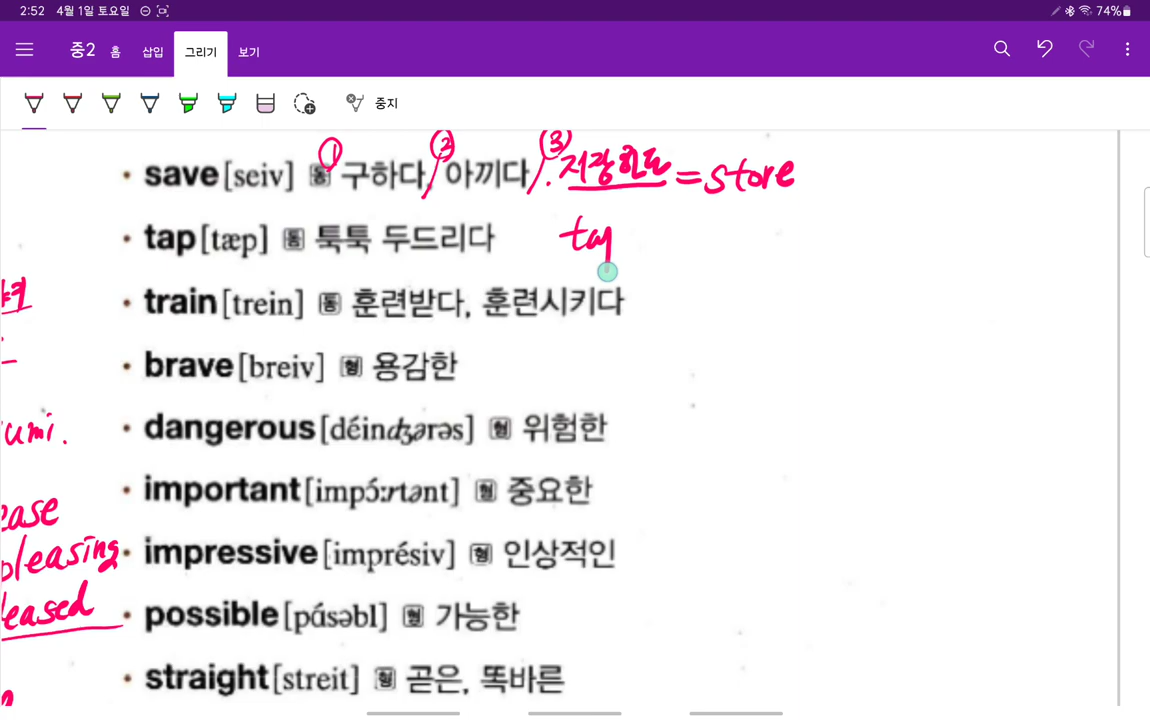 2:52 4월 1일 토요일 74%
중2 홈 삽입 그리기 보기
중지
① ② ③
save [seiv] 동 구하다, 아끼다, 저장한다 = store
tap [tæp] 동 툭툭 두드리다
train [trein] 동 훈련받다, 훈련시키다
brave [breiv] 형 용감한
umi.
dangerous [déindʒərəs] 형 위험한
important [impɔ́ːrtənt] 형 중요한
ease
pleasing
impressive [imprésiv] 형 인상적인
leased
possible [pásəbl] 형 가능한
straight [streit] 형 곧은, 똑바른